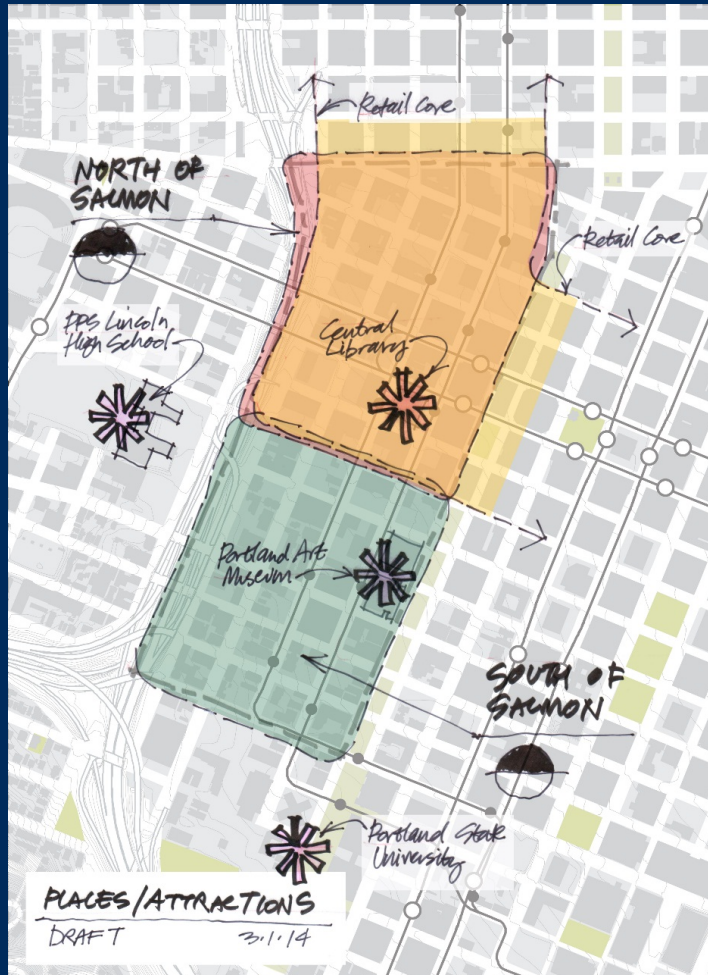 Retail Core
NORTH OF
SALMON
Retail Core
PPS Lincoln
High School
Central
Library
Portland Art
Museum
SOUTH OF
SALMON
Portland State
University
PLACES/ATTRACTIONS
DRAFT 3.1.14